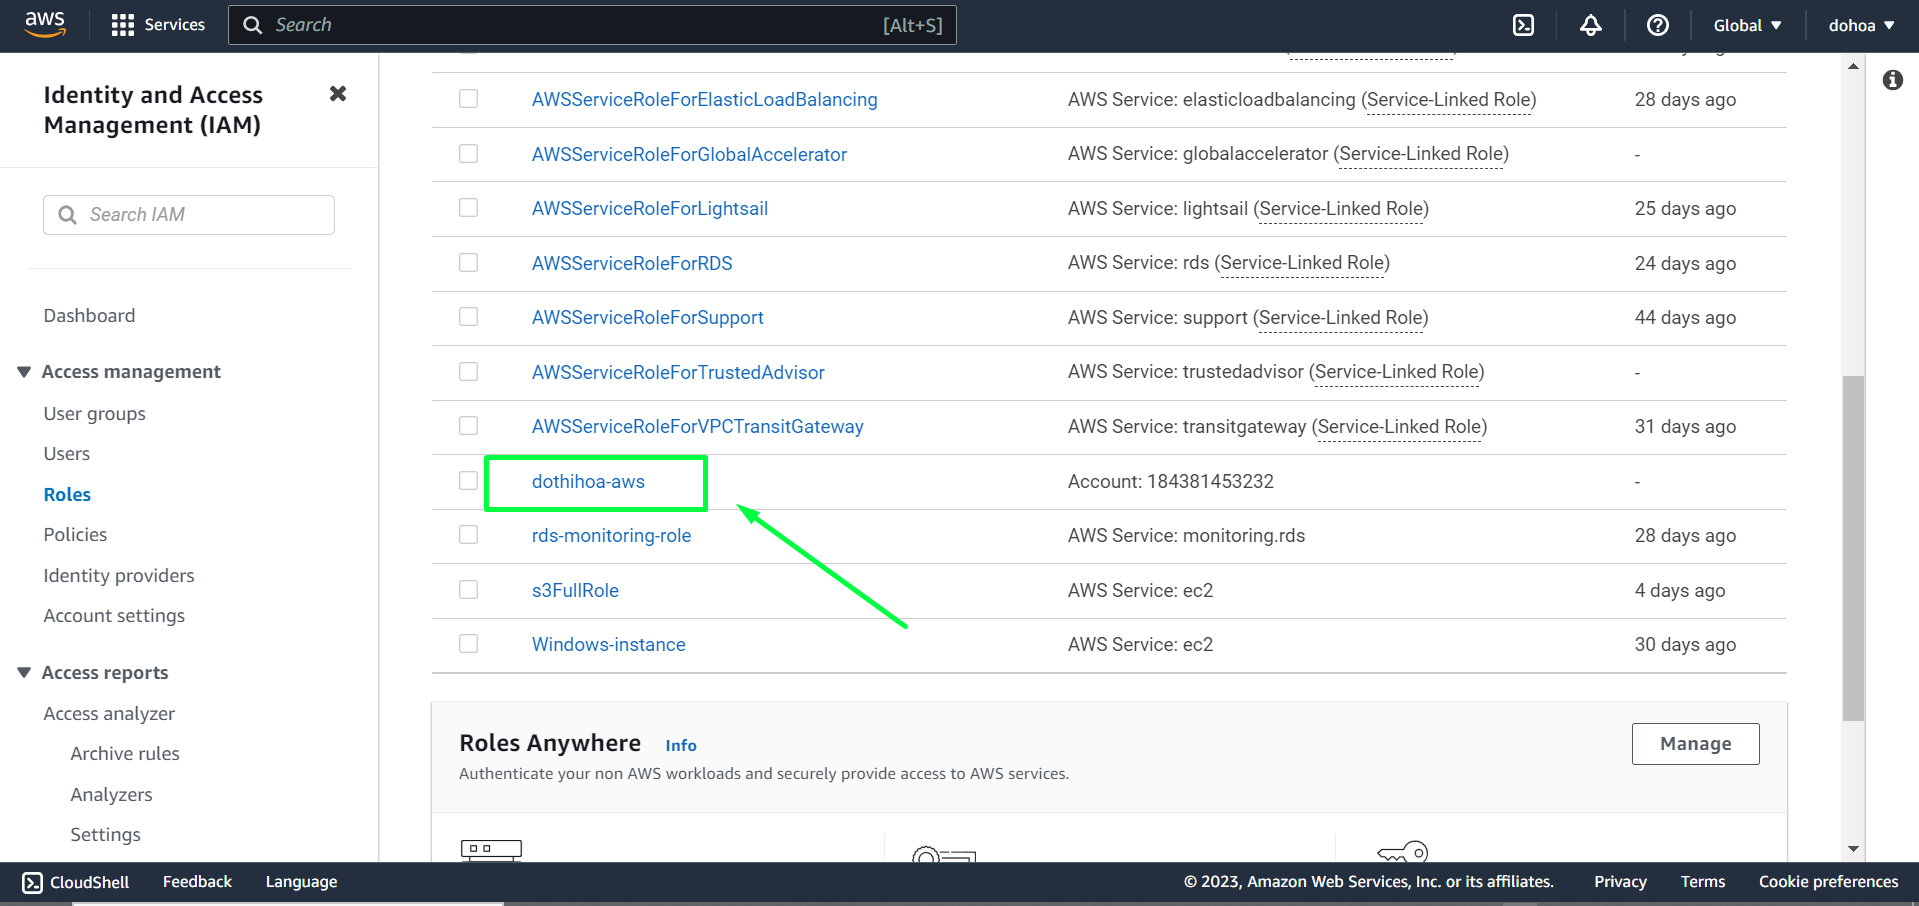 aws
Services
Search
[Alt+S]
Global
dohoa
Identity and Access
Management (IAM)
Search IAM
Dashboard
Access management
User groups
Users
Roles
Policies
Identity providers
Account settings
Access reports
Access analyzer
Archive rules
Analyzers
Settings
AWSServiceRoleForElasticLoadBalancing AWS Service: elasticloadbalancing (Service-Linked Role) 28 days ago
AWSServiceRoleForGlobalAccelerator AWS Service: globalaccelerator (Service-Linked Role) -
AWSServiceRoleForLightsail AWS Service: lightsail (Service-Linked Role) 25 days ago
AWSServiceRoleForRDS AWS Service: rds (Service-Linked Role) 24 days ago
AWSServiceRoleForSupport AWS Service: support (Service-Linked Role) 44 days ago
AWSServiceRoleForTrustedAdvisor AWS Service: trustedadvisor (Service-Linked Role) -
AWSServiceRoleForVPCTransitGateway AWS Service: transitgateway (Service-Linked Role) 31 days ago
dothihoa-aws Account: 184381453232 -
rds-monitoring-role AWS Service: monitoring.rds 28 days ago
s3FullRole AWS Service: ec2 4 days ago
Windows-instance AWS Service: ec2 30 days ago
Roles Anywhere Info
Authenticate your non AWS workloads and securely provide access to AWS services.
Manage
CloudShell
Feedback
Language
© 2023, Amazon Web Services, Inc. or its affiliates.
Privacy
Terms
Cookie preferences